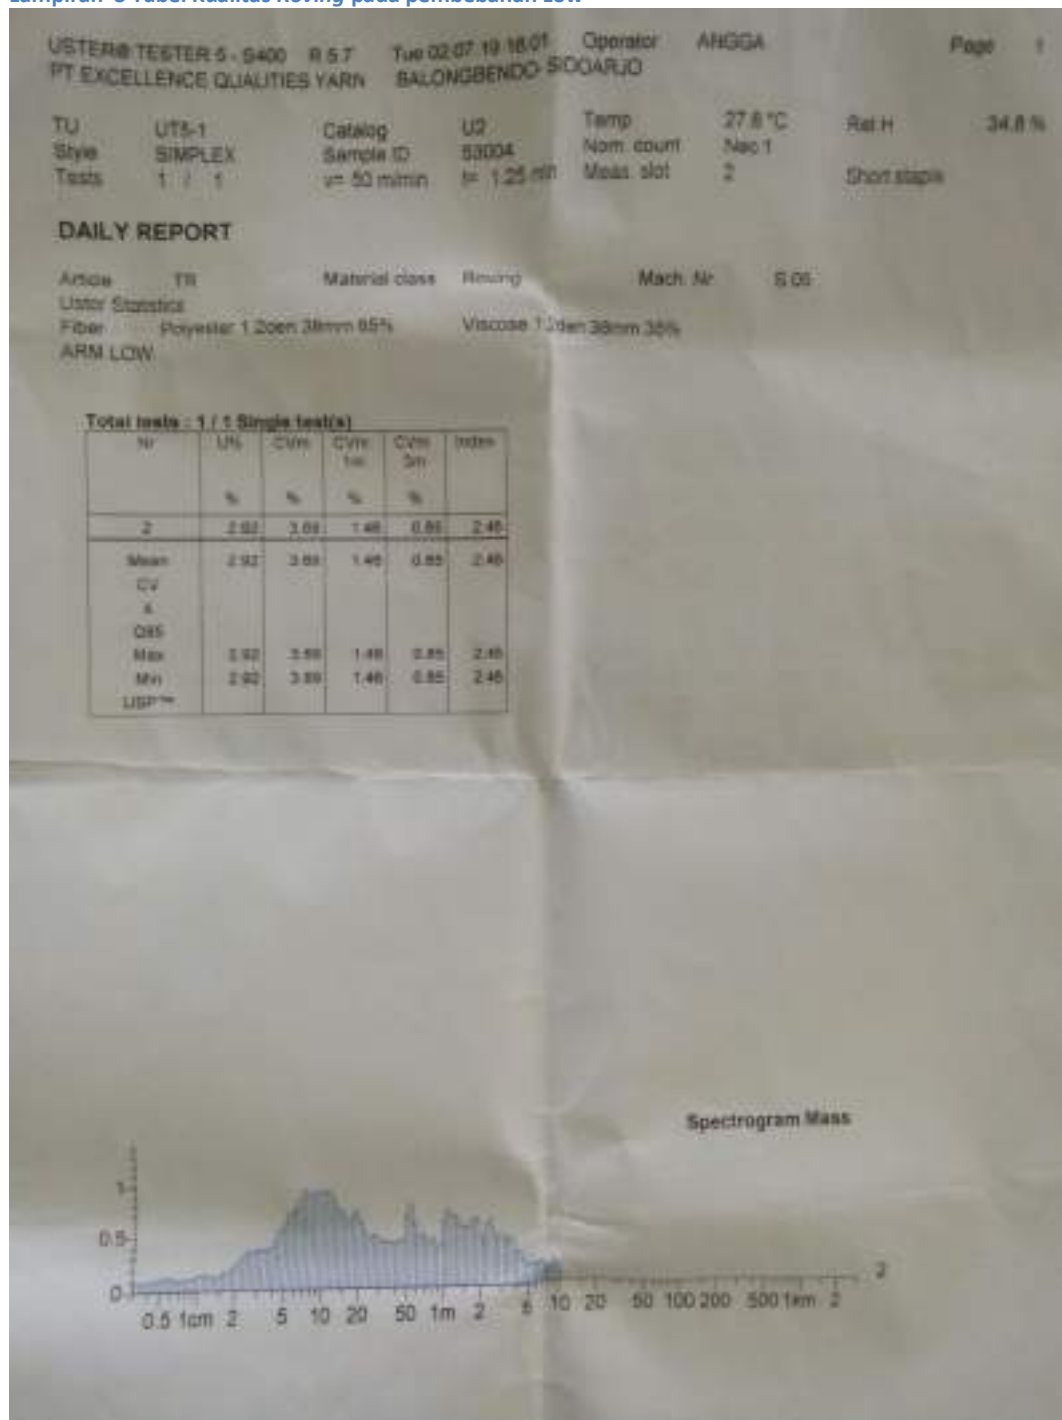 Lampiran 3 Tabel Kualitas Roving pada pembebanan Low
USTER® TESTER 5 - S400 R 5.7 Tue 02.07.19 16:01 Operator ANGGA Page 1
PT EXCELLENCE QUALITIES YARN BALONGBENDO- SIDOARJO
TU UT5-1 Catalog U2 Temp 27.8 °C Rel.H 34.8 %
Style SIMPLEX Sample ID 53004 Nom. count Nec 1
Tests 1 / 1 v= 50 m/min t= 1.25 min Meas. slot 2 Short staple
DAILY REPORT
Article TR Material class Roving Mach. Nr. S 05
Uster Statistics
Fiber Polyester 1.2den 38mm 65% Viscose 1.2den 38mm 35%
ARM LOW
Total tests : 1 / 1 Single test(s)
Nr U% CVm CVm CVm Index
1m 3m
% % % %
2 2.92 3.69 1.46 0.85 2.46
Mean 2.92 3.69 1.46 0.85 2.46
CV
Q95
Max 2.92 3.69 1.46 0.85 2.46
Min 2.92 3.69 1.46 0.85 2.46
USP™
Spectrogram Mass
1
0.5
0
2
0.5 1cm 2 5 10 20 50 1m 2 5 10 20 50 100 200 500 1km 2